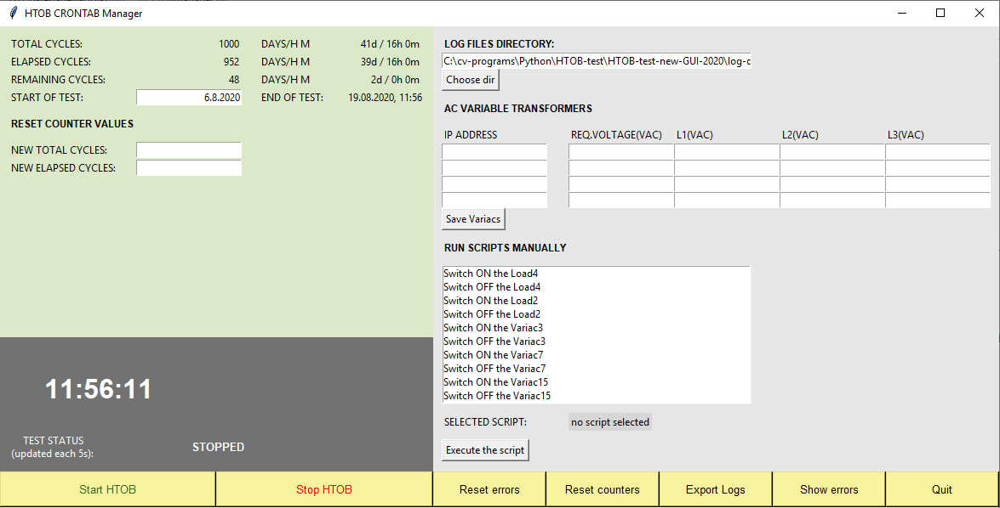 HTOB CRONTAB Manager
TOTAL CYCLES: 1000 DAYS/H M 41d / 16h 0m
ELAPSED CYCLES: 952 DAYS/H M 39d / 16h 0m
REMAINING CYCLES: 48 DAYS/H M 2d / 0h 0m
START OF TEST: 6.8.2020 END OF TEST: 19.08.2020, 11:56
RESET COUNTER VALUES
NEW TOTAL CYCLES:
NEW ELAPSED CYCLES:
11:56:11
TEST STATUS
(updated each 5s):
STOPPED
LOG FILES DIRECTORY:
C:\cv-programs\Python\HTOB-test\HTOB-test-new-GUI-2020\log-c
Choose dir
AC VARIABLE TRANSFORMERS
IP ADDRESS REQ.VOLTAGE(VAC) L1(VAC) L2(VAC) L3(VAC)
Save Variacs
RUN SCRIPTS MANUALLY
Switch ON the Load4
Switch OFF the Load4
Switch ON the Load2
Switch OFF the Load2
Switch ON the Variac3
Switch OFF the Variac3
Switch ON the Variac7
Switch OFF the Variac7
Switch ON the Variac15
Switch OFF the Variac15
SELECTED SCRIPT: no script selected
Execute the script
Start HTOB Stop HTOB Reset errors Reset counters Export Logs Show errors Quit